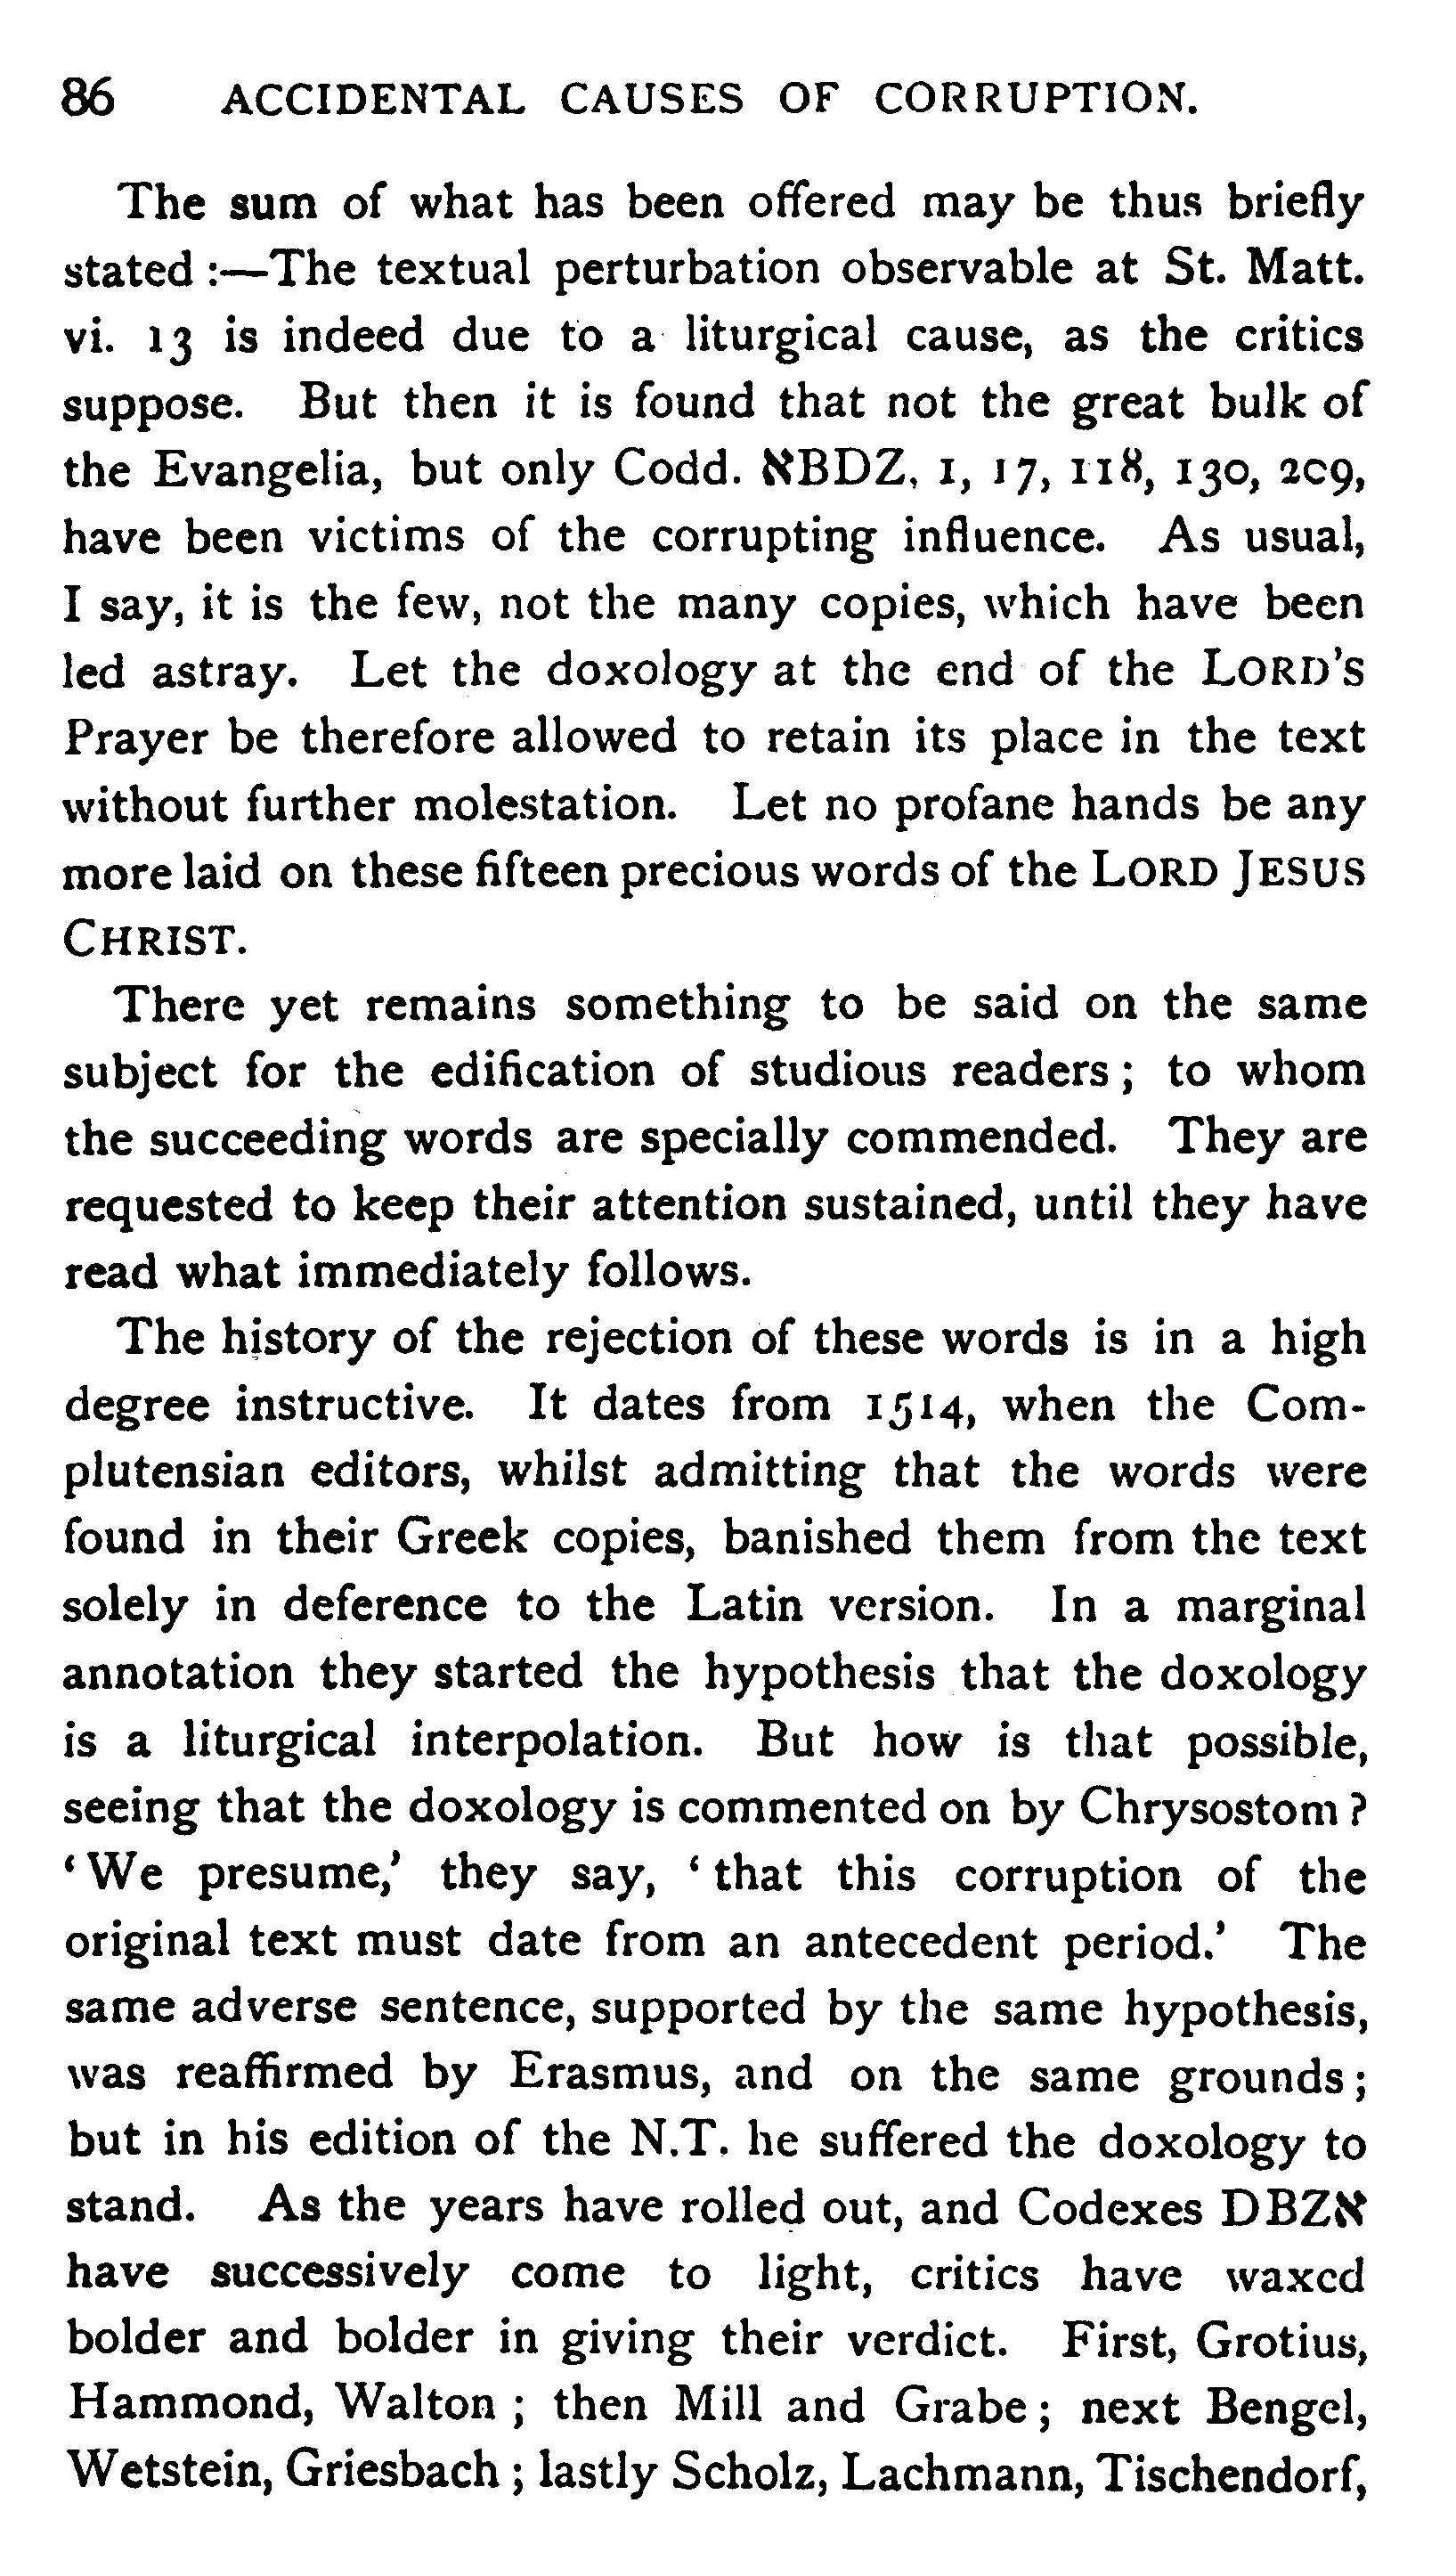 86 ACCIDENTAL CAUSES OF CORRUPTION.
The sum of what has been offered may be thus briefly
stated :—The textual perturbation observable at St. Matt.
vi. 13 is indeed due to a liturgical cause, as the critics
suppose. But then it is found that not the great bulk of
the Evangelia, but only Codd. אBDZ, 1, 17, 118, 130, 209,
have been victims of the corrupting influence. As usual,
I say, it is the few, not the many copies, which have been
led astray. Let the doxology at the end of the LORD'S
Prayer be therefore allowed to retain its place in the text
without further molestation. Let no profane hands be any
more laid on these fifteen precious words of the LORD JESUS
CHRIST.
There yet remains something to be said on the same
subject for the edification of studious readers ; to whom
the succeeding words are specially commended. They are
requested to keep their attention sustained, until they have
read what immediately follows.
The history of the rejection of these words is in a high
degree instructive. It dates from 1514, when the Com-
plutensian editors, whilst admitting that the words were
found in their Greek copies, banished them from the text
solely in deference to the Latin version. In a marginal
annotation they started the hypothesis that the doxology
is a liturgical interpolation. But how is that possible,
seeing that the doxology is commented on by Chrysostom ?
‘ We presume,’ they say, ‘ that this corruption of the
original text must date from an antecedent period.’ The
same adverse sentence, supported by the same hypothesis,
was reaffirmed by Erasmus, and on the same grounds ;
but in his edition of the N.T. he suffered the doxology to
stand. As the years have rolled out, and Codexes DBZא
have successively come to light, critics have waxed
bolder and bolder in giving their verdict. First, Grotius,
Hammond, Walton ; then Mill and Grabe ; next Bengel,
Wetstein, Griesbach ; lastly Scholz, Lachmann, Tischendorf,